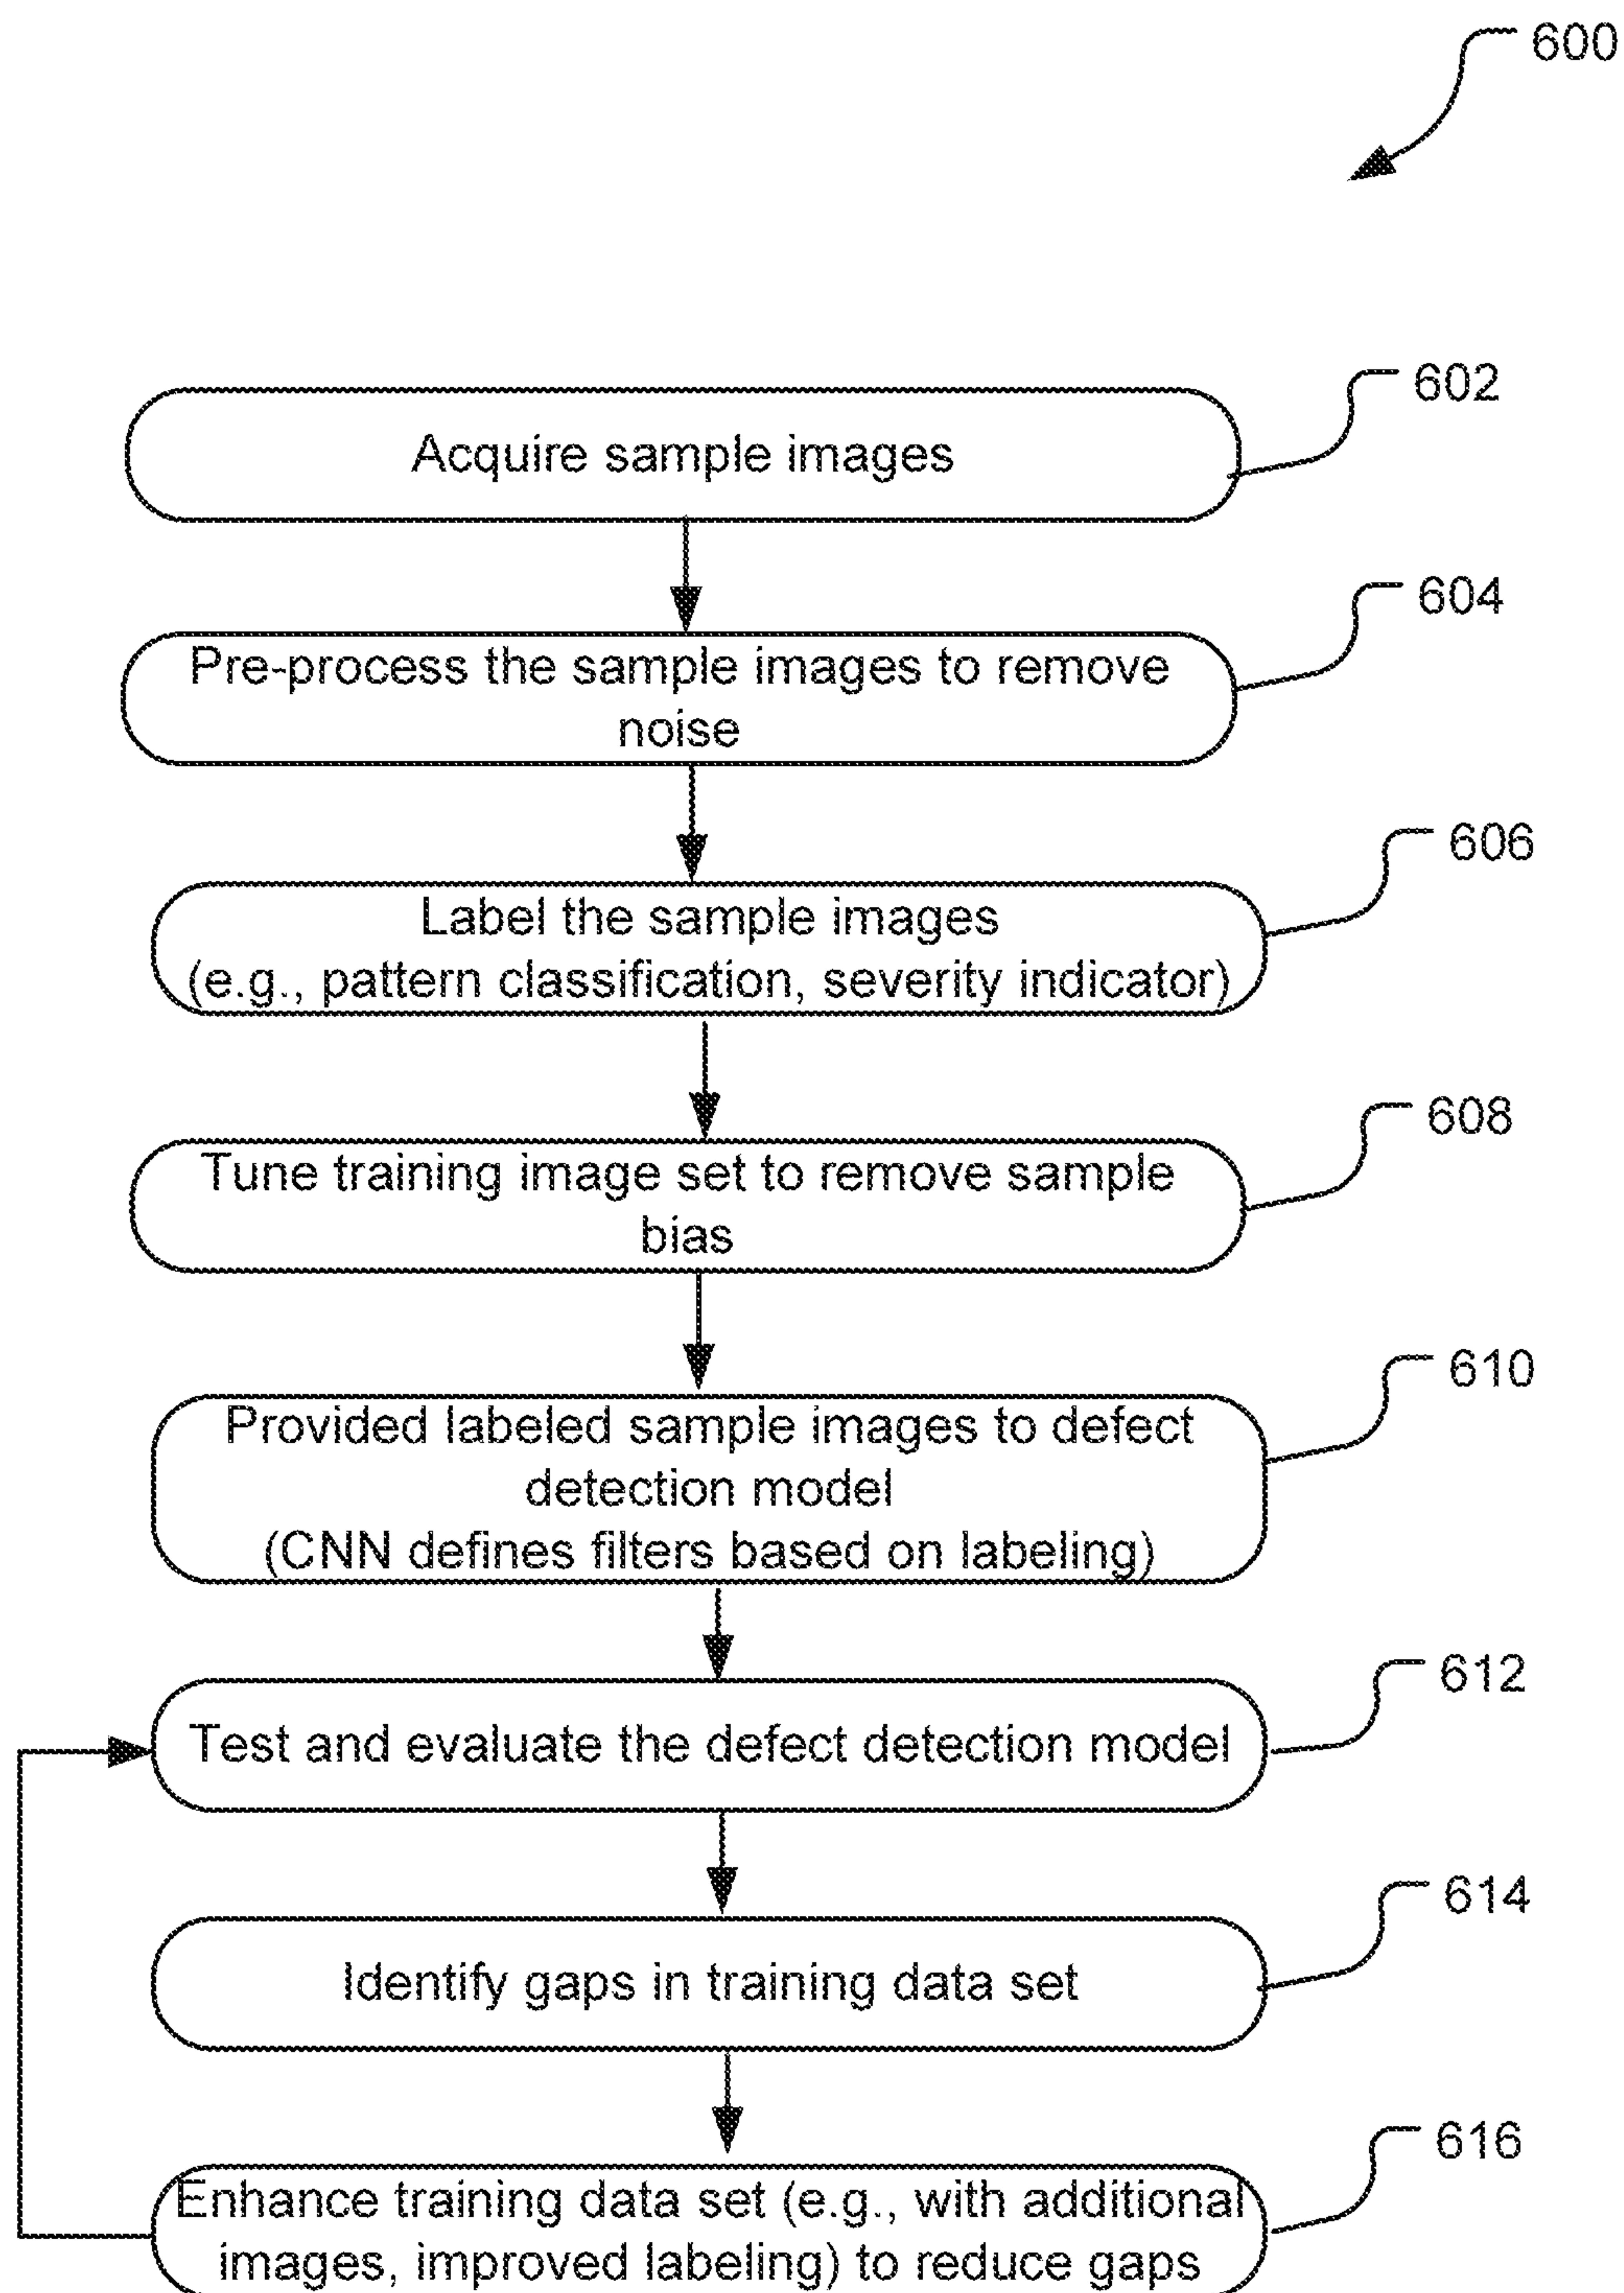 600
602
Acquire sample images
604
Pre-process the sample images to remove
noise
606
Label the sample images
(e.g., pattern classification, severity indicator)
608
Tune training image set to remove sample
bias
610
Provided labeled sample images to defect
detection model
(CNN defines filters based on labeling)
612
Test and evaluate the defect detection model
614
Identify gaps in training data set
616
Enhance training data set (e.g., with additional
images, improved labeling) to reduce gaps